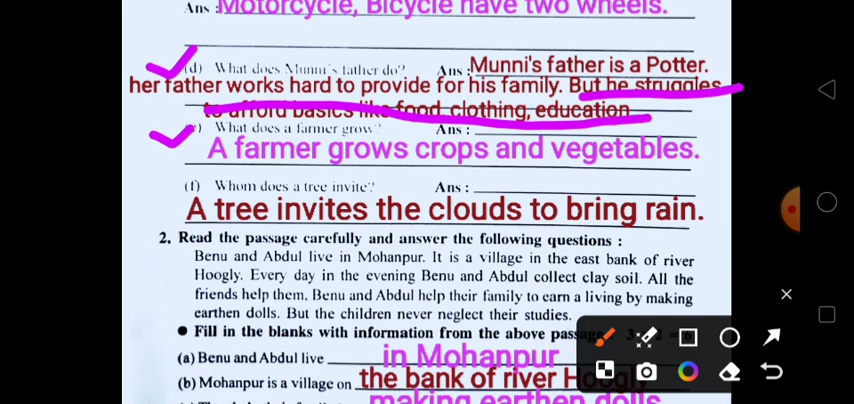 Ans : Motorcycle, Bicycle have two wheels.
(d) What does Munni's father do? Ans : Munni's father is a Potter.
her father works hard to provide for his family. But he struggles
to afford basics like food, clothing, education
What does a farmer grow? Ans :
A farmer grows crops and vegetables.
(f) Whom does a tree invite? Ans :
A tree invites the clouds to bring rain.
2. Read the passage carefully and answer the following questions :
Benu and Abdul live in Mohanpur. It is a village in the east bank of river
Hoogly. Every day in the evening Benu and Abdul collect clay soil. All the
friends help them. Benu and Abdul help their family to earn a living by making
earthen dolls. But the children never neglect their studies.
● Fill in the blanks with information from the above
(a) Benu and Abdul live in Mohanpur
(b) Mohanpur is a village on the bank of river Hoogly
making earthen dolls